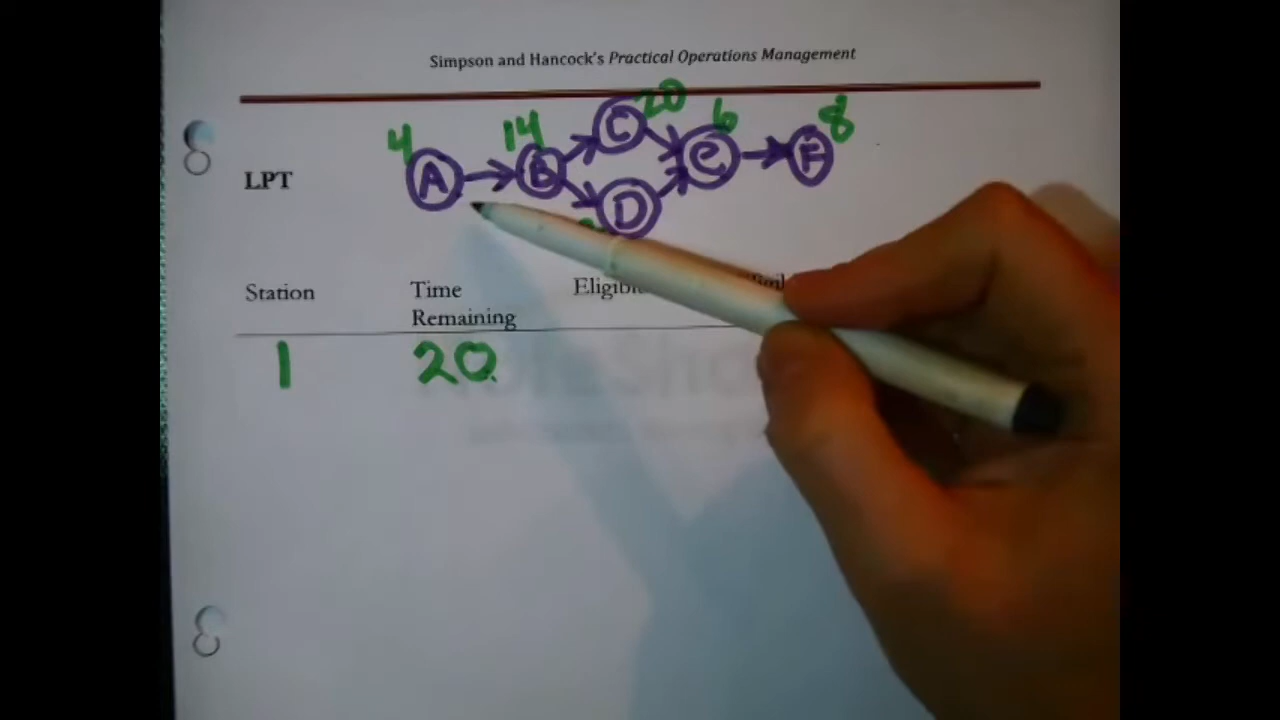 Simpson and Hancock's Practical Operations Management
4 14 20 6 8
LPT A B C D e F
Station Time Remaining
1 20